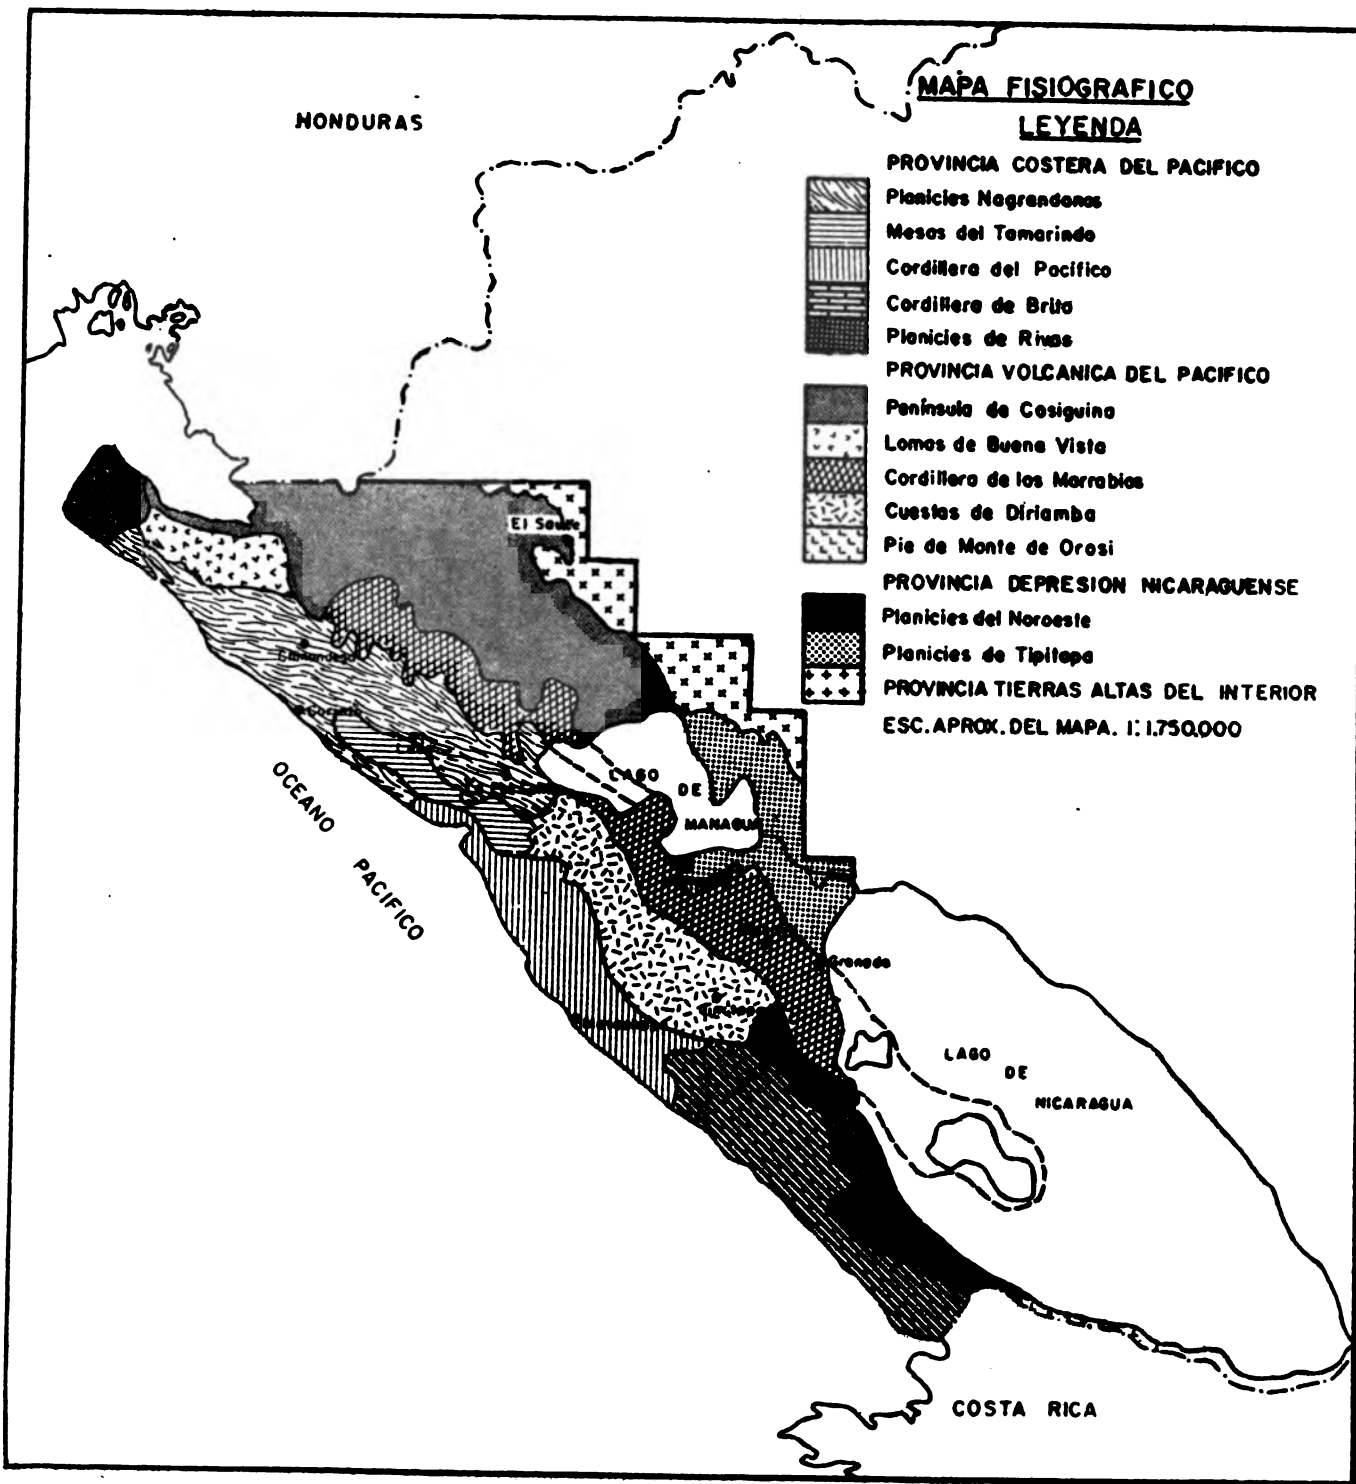 MAPA FISIOGRAFICO
LEYENDA
PROVINCIA COSTERA DEL PACIFICO
Planicies Nagrandanas
Mesas del Tamarindo
Cordillera del Pacífico
Cordillera de Brito
Planicies de Rivas
PROVINCIA VOLCANICA DEL PACIFICO
Península de Cosiguina
Lomas de Buena Vista
Cordillera de los Marrabios
Cuestas de Diriamba
Pie de Monte de Orosi
PROVINCIA DEPRESION NICARAGUENSE
Planicies del Noroeste
Planicies de Tipitapa
PROVINCIA TIERRAS ALTAS DEL INTERIOR
ESC. APROX. DEL MAPA. 1:1.750.000
HONDURAS
El Sauce
Chinandega
Corinto
LAGO
DE
MANAGUA
OCEANO PACIFICO
Granada
LAGO
DE
NICARAGUA
COSTA RICA